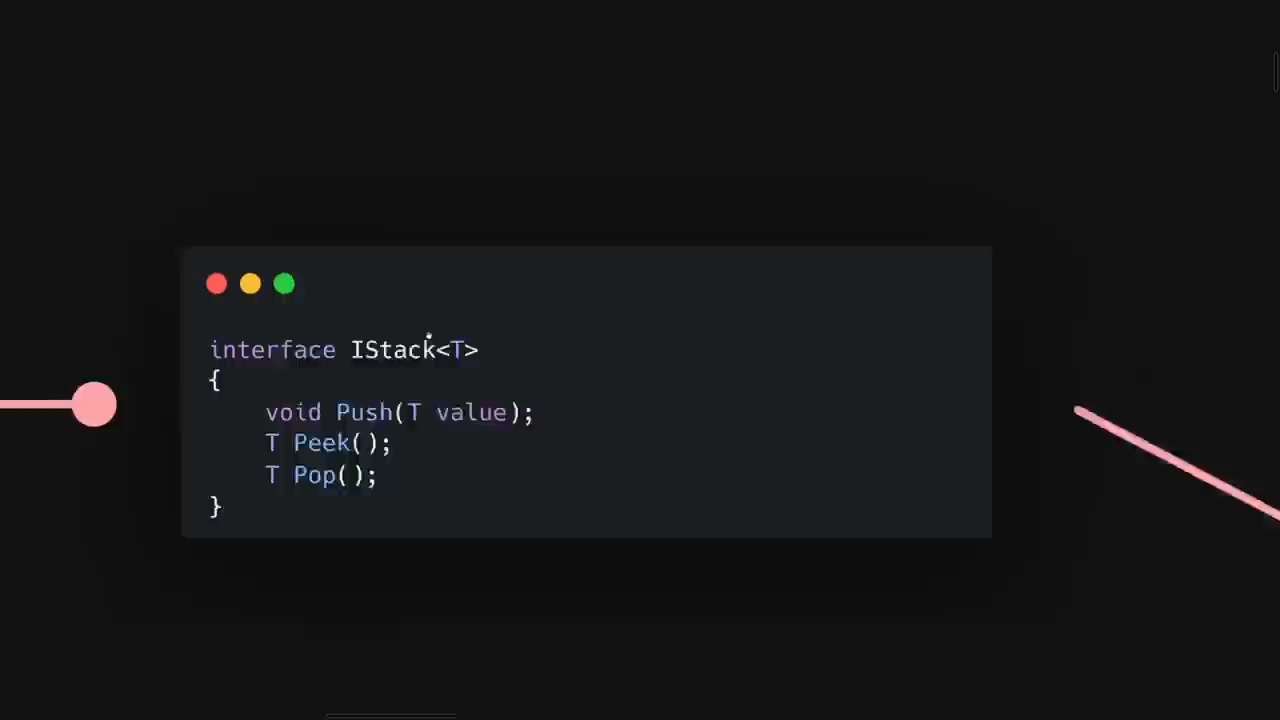 interface IStack<T>
{
    void Push(T value);
    T Peek();
    T Pop();
}